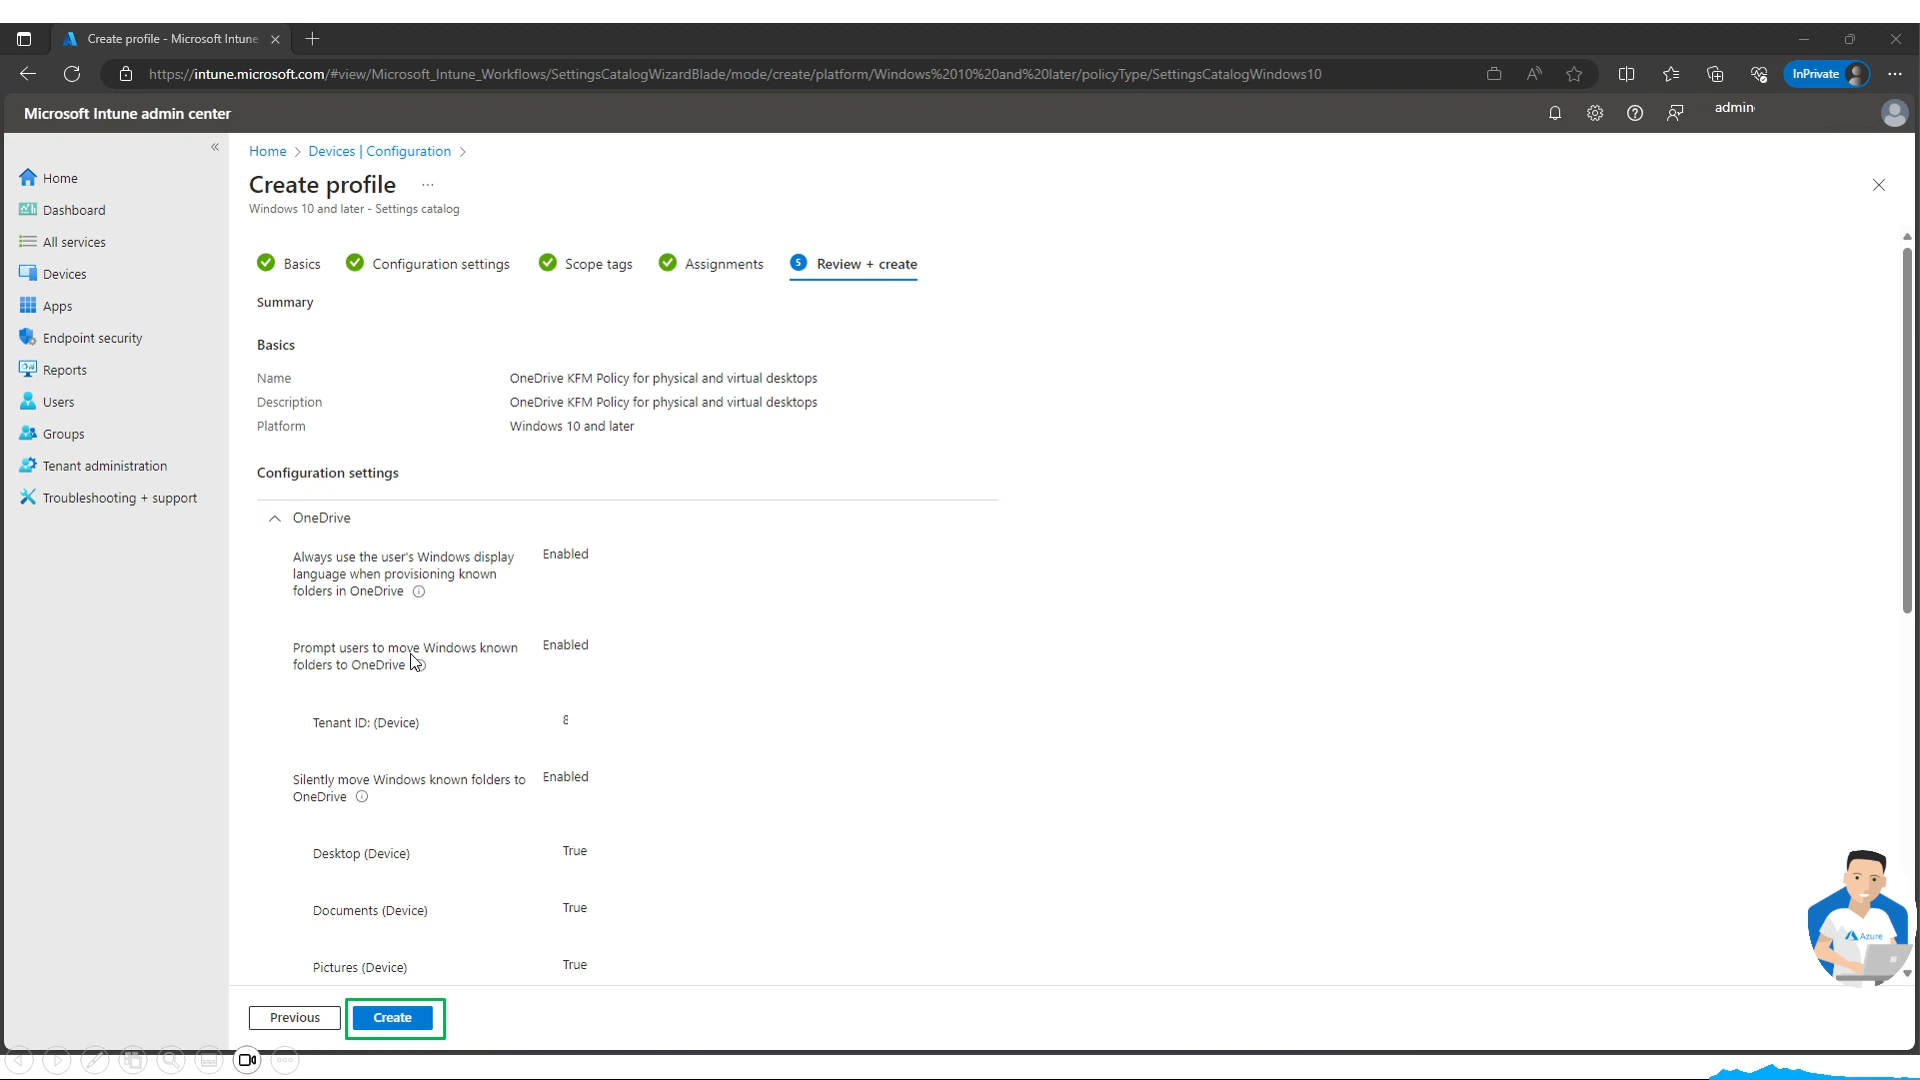 Create profile - Microsoft Intune
https://intune.microsoft.com/#view/Microsoft_Intune_Workflows/SettingsCatalogWizardBlade/mode/create/platform/Windows%2010%20and%20later/policyType/SettingsCatalogWindows10
InPrivate
Microsoft Intune admin center
admin
Home
Dashboard
All services
Devices
Apps
Endpoint security
Reports
Users
Groups
Tenant administration
Troubleshooting + support
Home > Devices | Configuration >
Create profile ...
Windows 10 and later - Settings catalog
Basics
Configuration settings
Scope tags
Assignments
5 Review + create
Summary
Basics
Name OneDrive KFM Policy for physical and virtual desktops
Description OneDrive KFM Policy for physical and virtual desktops
Platform Windows 10 and later
Configuration settings
OneDrive
Always use the user's Windows display Enabled
language when provisioning known
folders in OneDrive
Prompt users to move Windows known Enabled
folders to OneDrive
Tenant ID: (Device) 8
Silently move Windows known folders to Enabled
OneDrive
Desktop (Device) True
Documents (Device) True
Pictures (Device) True
Azure
Previous
Create